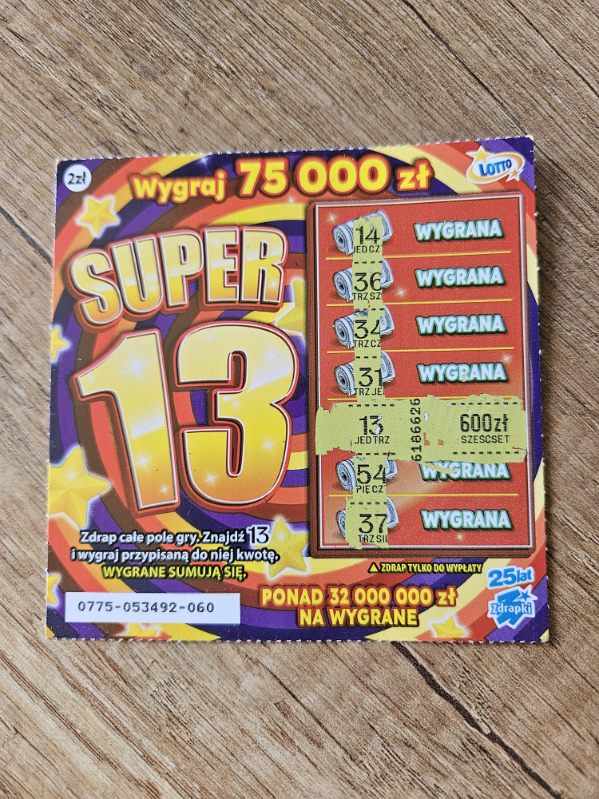 2zł
Wygraj 75 000 zł
LOTTO
SUPER
13
14 WYGRANA
JEDCZ
36 WYGRANA
TRZSZ
34 WYGRANA
TRZCZ
31 WYGRANA
TRZJE
13 600zł
JEDTRZ SZEŚCSET
6186626
54 WYGRANA
PIĘCZ
37 WYGRANA
TRZSI
Zdrap całe pole gry. Znajdź 13
i wygraj przypisaną do niej kwotę.
WYGRANE SUMUJĄ SIĘ.
ZDRAP TYLKO DO WYPŁATY
0775-053492-060
PONAD 32 000 000 zł
NA WYGRANE
25 lat
Zdrapki